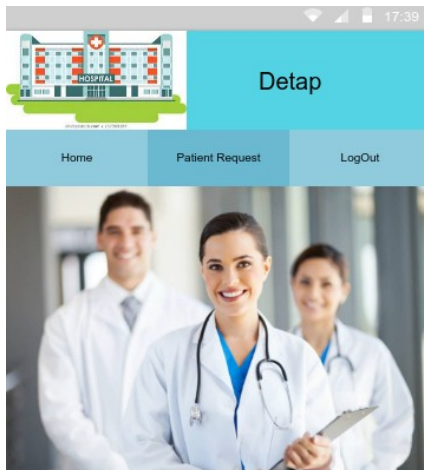 17:39
HOSPITAL
Detap
Home
Patient Request
LogOut